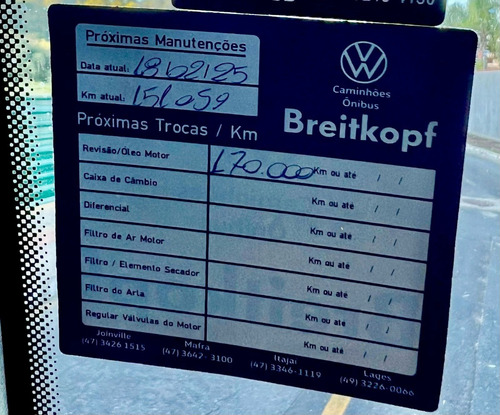 Próximas Manutenções
Data atual: 18/02/25
Km atual: 151.059
Caminhões
Ônibus
Breitkopf
Próximas Trocas / Km
Revisão/Óleo Motor 170.000 Km ou até / /
Caixa de Câmbio Km ou até / /
Diferencial Km ou até / /
Filtro de Ar Motor Km ou até / /
Filtro / Elemento Secador Km ou até / /
Filtro do Arla Km ou até / /
Regular Válvulas do Motor Km ou até / /
Joinville
(47) 3426 1515
Mafra
(47) 3642-3100
Itajaí
(47) 3346-1119
Lages
(49) 3226-0066